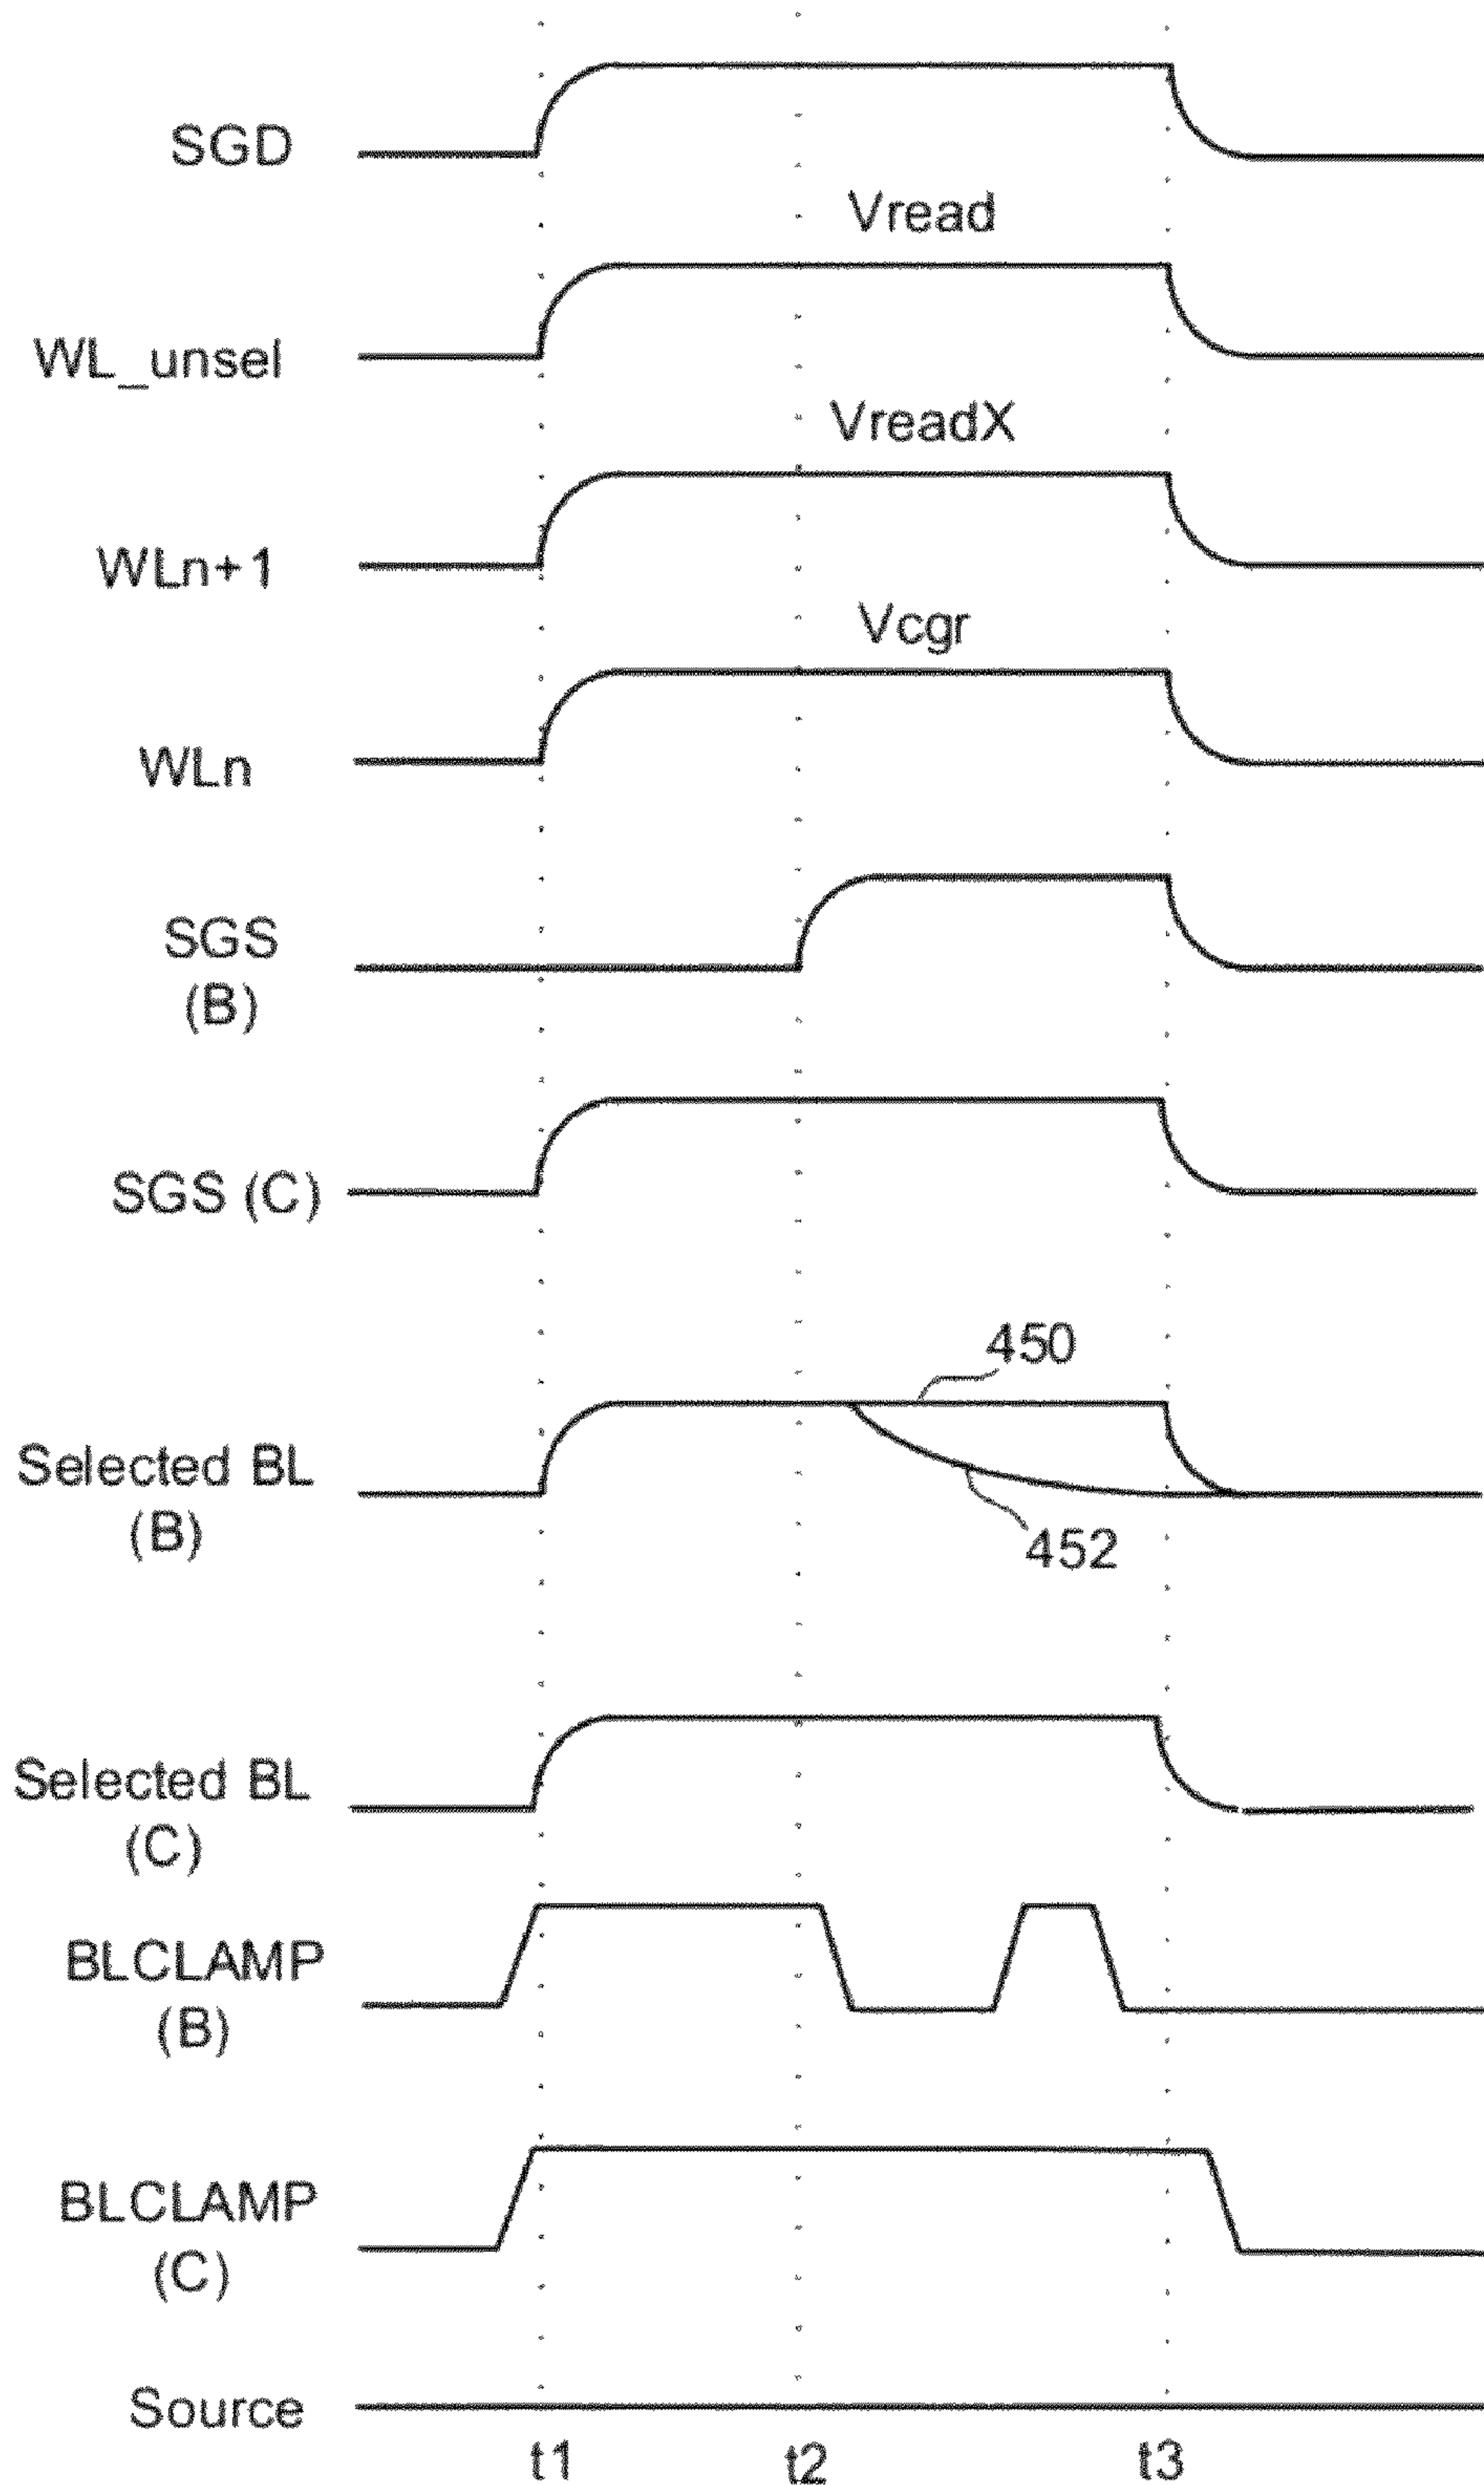 SGD
Vread
WL_unsel
VreadX
WLn+1
Vcgr
WLn
SGS
(B)
SGS (C)
450
Selected BL
(B)
452
Selected BL
(C)
BLCLAMP
(B)
BLCLAMP
(C)
Source
t1 t2 t3